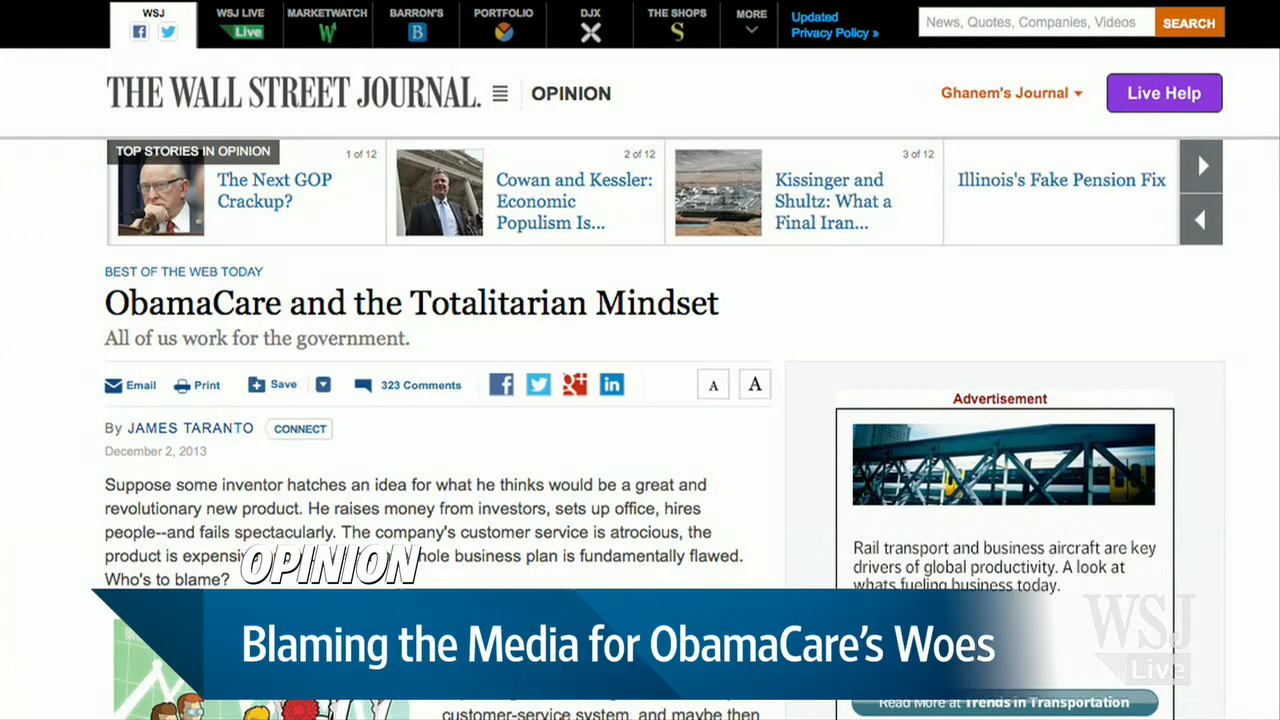 WSJ
WSJ LIVE
Live
MARKETWATCH
W
BARRON'S
B
PORTFOLIO
DJX
THE SHOPS
S
MORE
Updated
Privacy Policy »
News, Quotes, Companies, Videos
SEARCH
THE WALL STREET JOURNAL.
OPINION
Ghanem's Journal
Live Help
TOP STORIES IN OPINION
1 of 12
The Next GOP
Crackup?
2 of 12
Cowan and Kessler:
Economic
Populism Is...
3 of 12
Kissinger and
Shultz: What a
Final Iran...
Illinois's Fake Pension Fix
BEST OF THE WEB TODAY
ObamaCare and the Totalitarian Mindset
All of us work for the government.
Email
Print
Save
323 Comments
A
A
By JAMES TARANTO
CONNECT
December 2, 2013
Suppose some inventor hatches an idea for what he thinks would be a great and
revolutionary new product. He raises money from investors, sets up office, hires
people--and fails spectacularly. The company's customer service is atrocious, the
product is business plan is fundamentally flawed.
Who's to blame?
Advertisement
Rail transport and business aircraft are key
drivers of global productivity. A look at
whats fueling business today.
OPINION
Blaming the Media for ObamaCare's Woes
WSJ
Live
Read More at Trends in Transportation
customer-service system, and maybe then